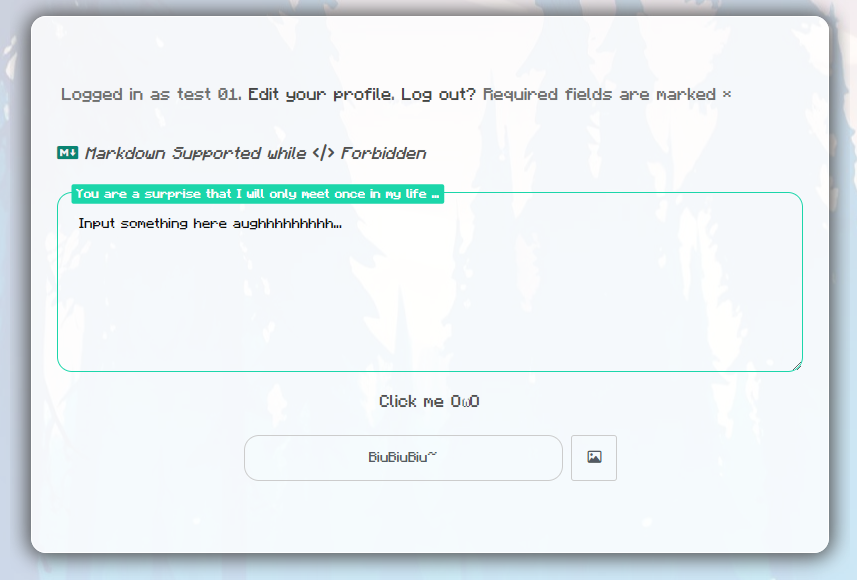 Logged in as test 01. Edit your profile. Log out? Required fields are marked *
M↓ Markdown Supported while </> Forbidden
You are a surprise that I will only meet once in my life ...
Input something here aughhhhhhhhh...
Click me OωO
BiuBiuBiu~